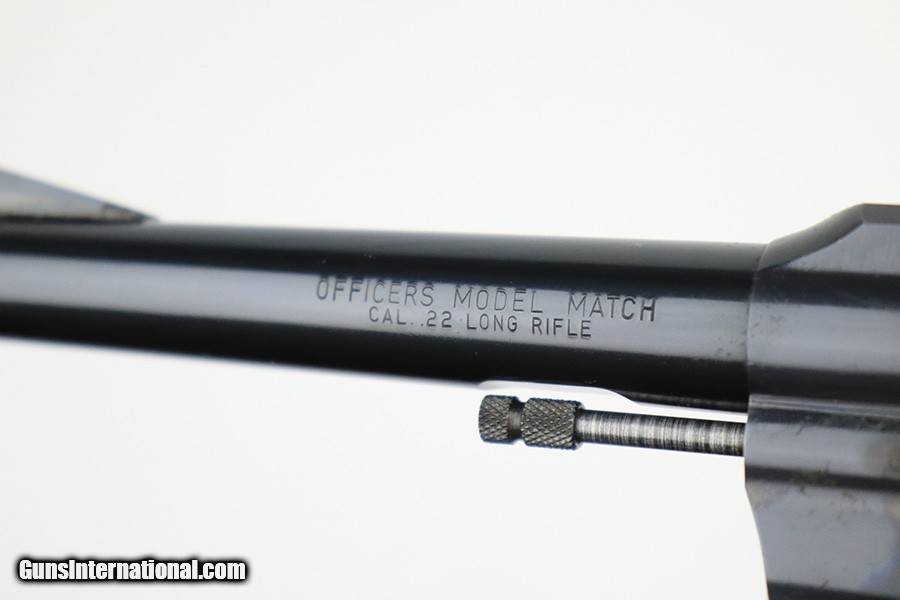 OFFICERS MODEL MATCH
CAL. .22 LONG RIFLE
GunsInternational.com